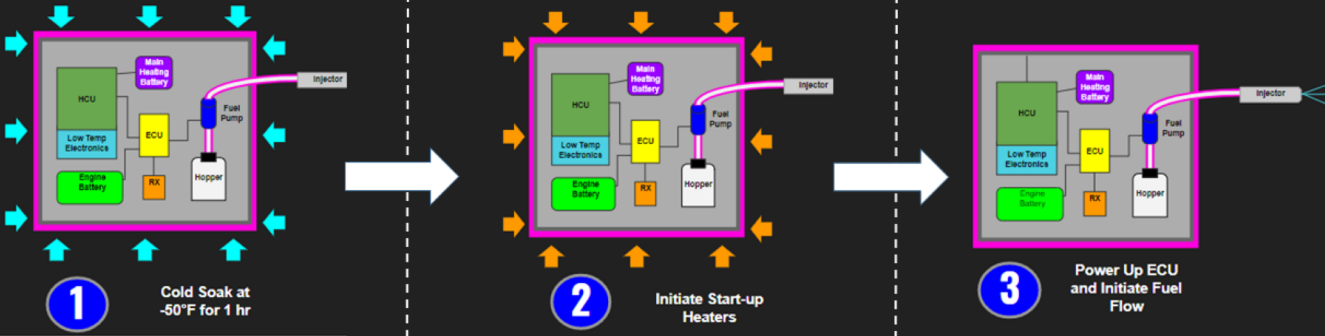 Main
Heating
Battery
HCU
Injector
Fuel
Pump
ECU
Low Temp
Electronics
Engine
Battery
RX
Hopper
1
Cold Soak at
-50°F for 1 hr
Main
Heating
Battery
HCU
Injector
Fuel
Pump
ECU
Low Temp
Electronics
Engine
Battery
RX
Hopper
2
Initiate Start-up
Heaters
Main
Heating
Battery
HCU
Injector
Fuel
Pump
ECU
Low Temp
Electronics
Engine
Battery
RX
Hopper
3
Power Up ECU
and Initiate Fuel
Flow